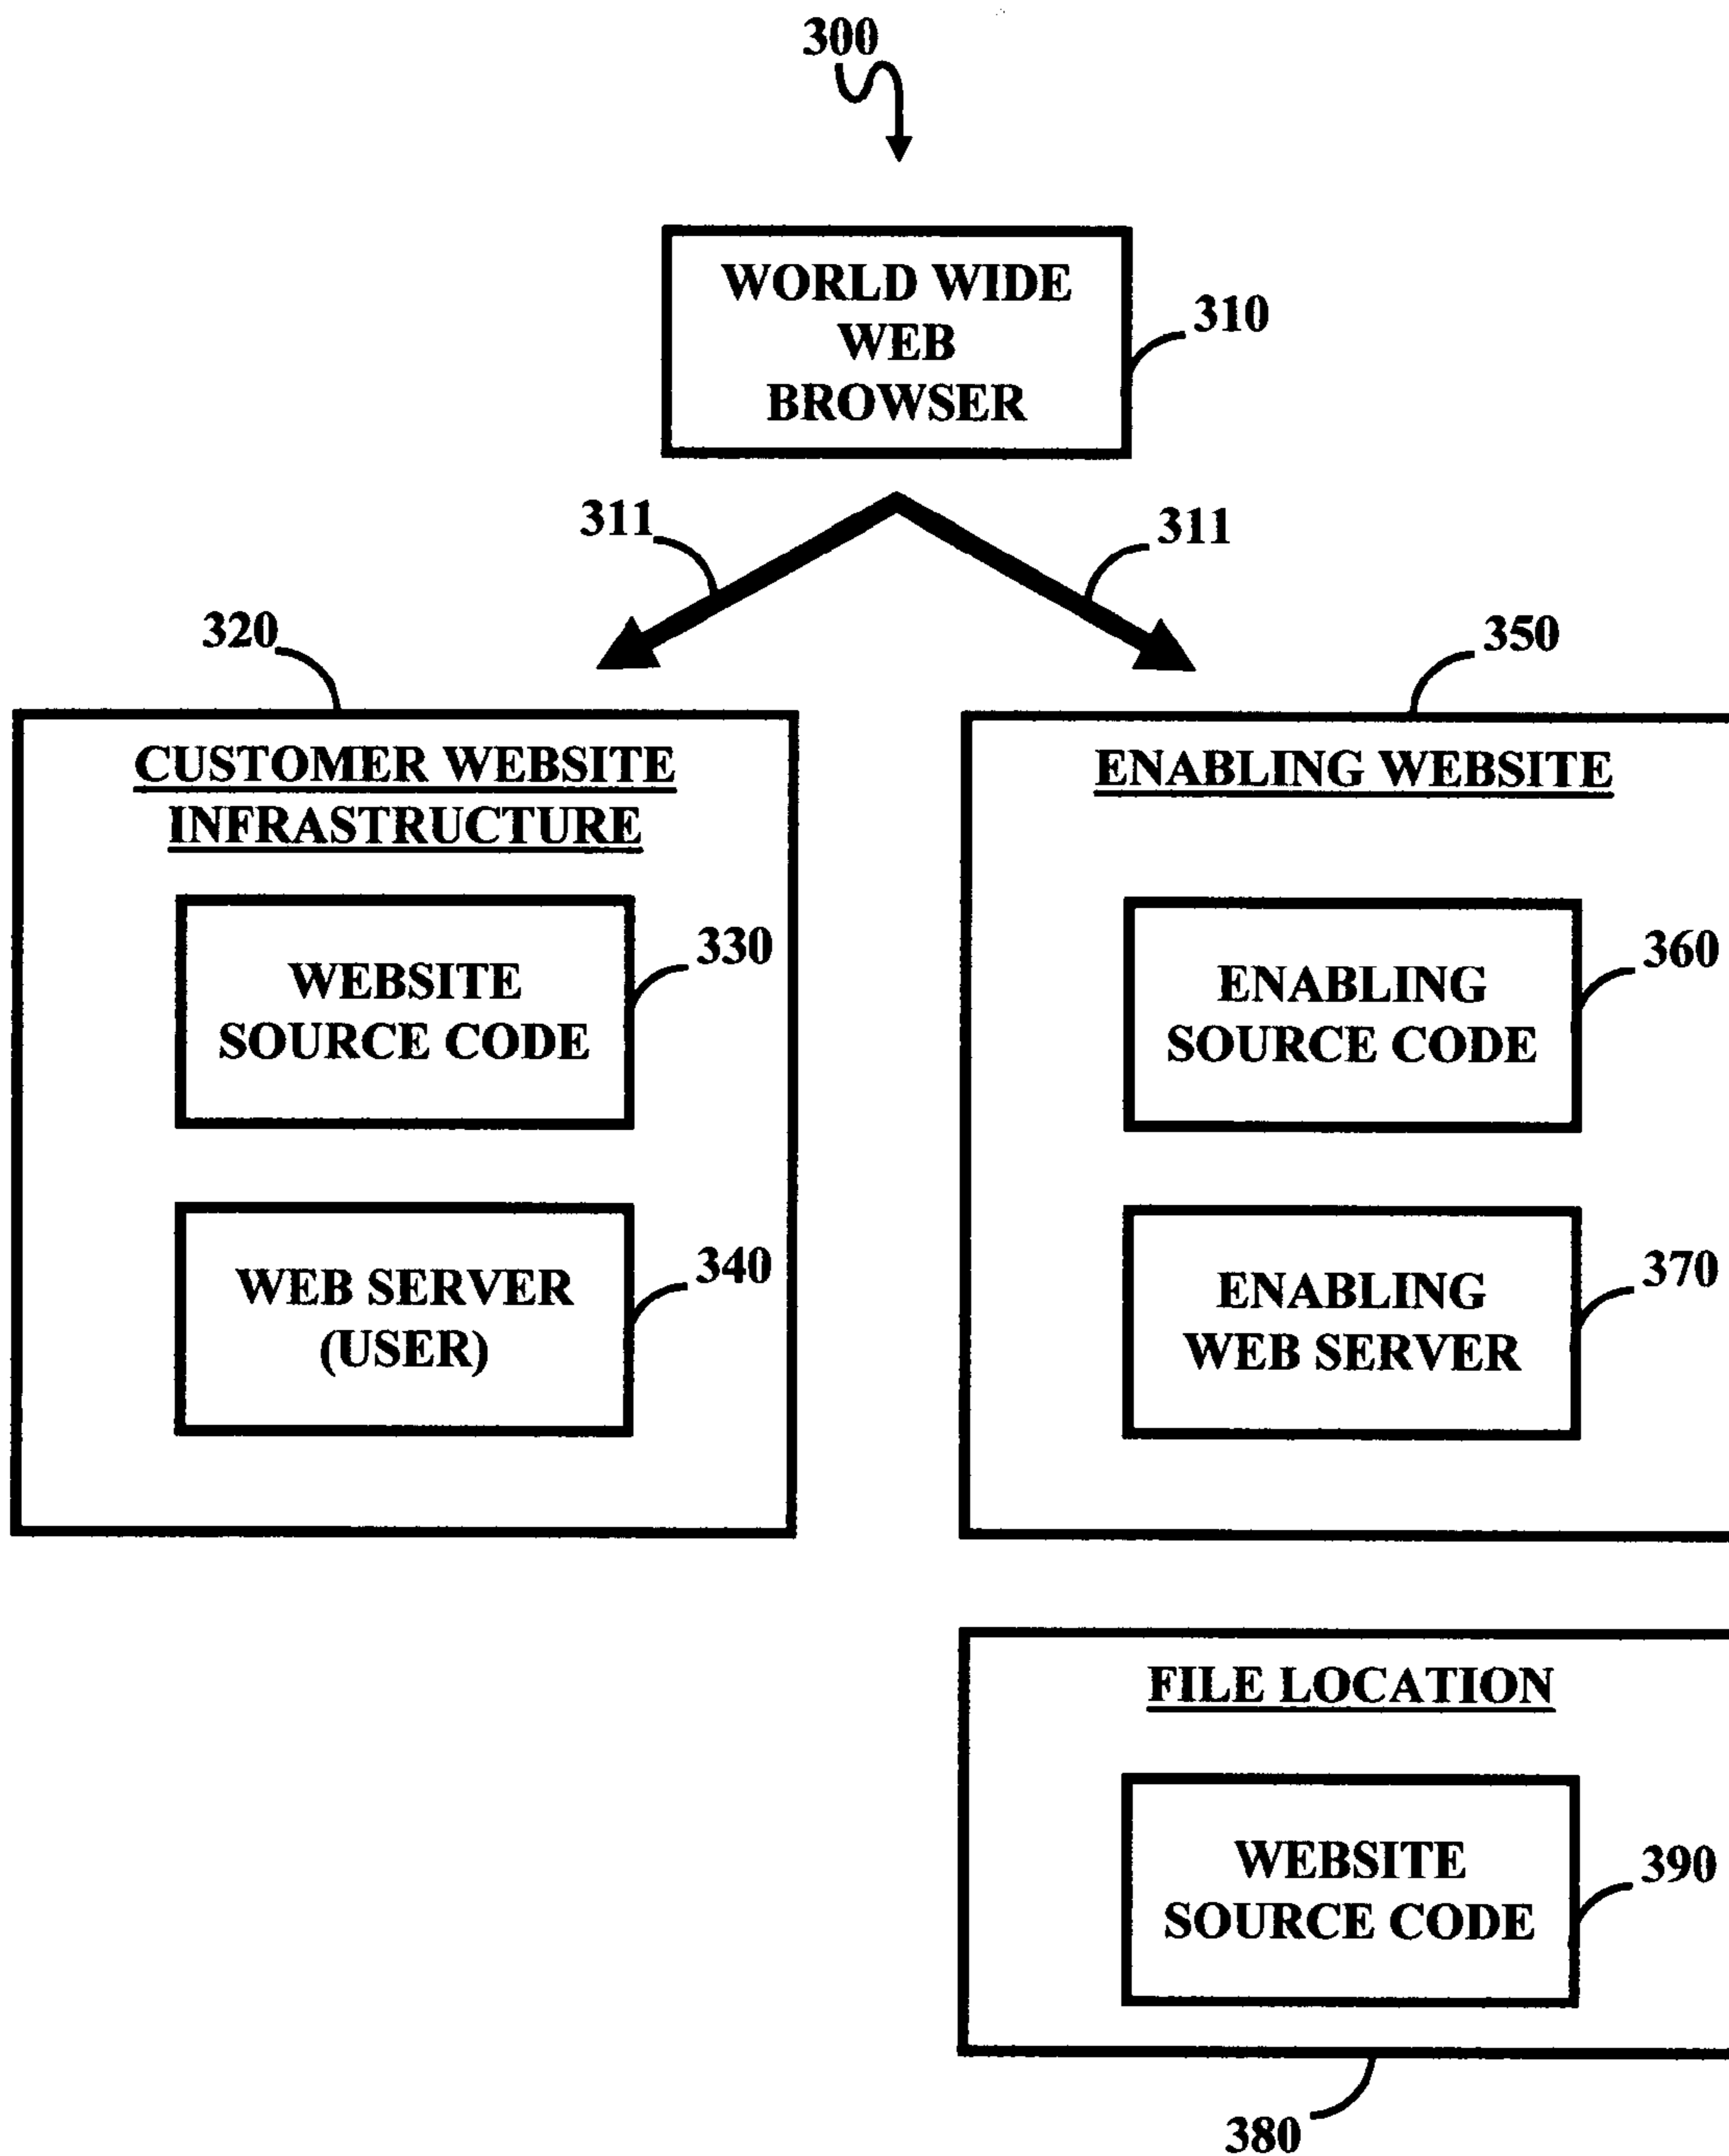 300
WORLD WIDE
WEB
BROWSER
310
311
311
320
350
CUSTOMER WEBSITE
INFRASTRUCTURE
WEBSITE
SOURCE CODE
330
WEB SERVER
(USER)
340
ENABLING WEBSITE
ENABLING
SOURCE CODE
360
ENABLING
WEB SERVER
370
FILE LOCATION
WEBSITE
SOURCE CODE
390
380